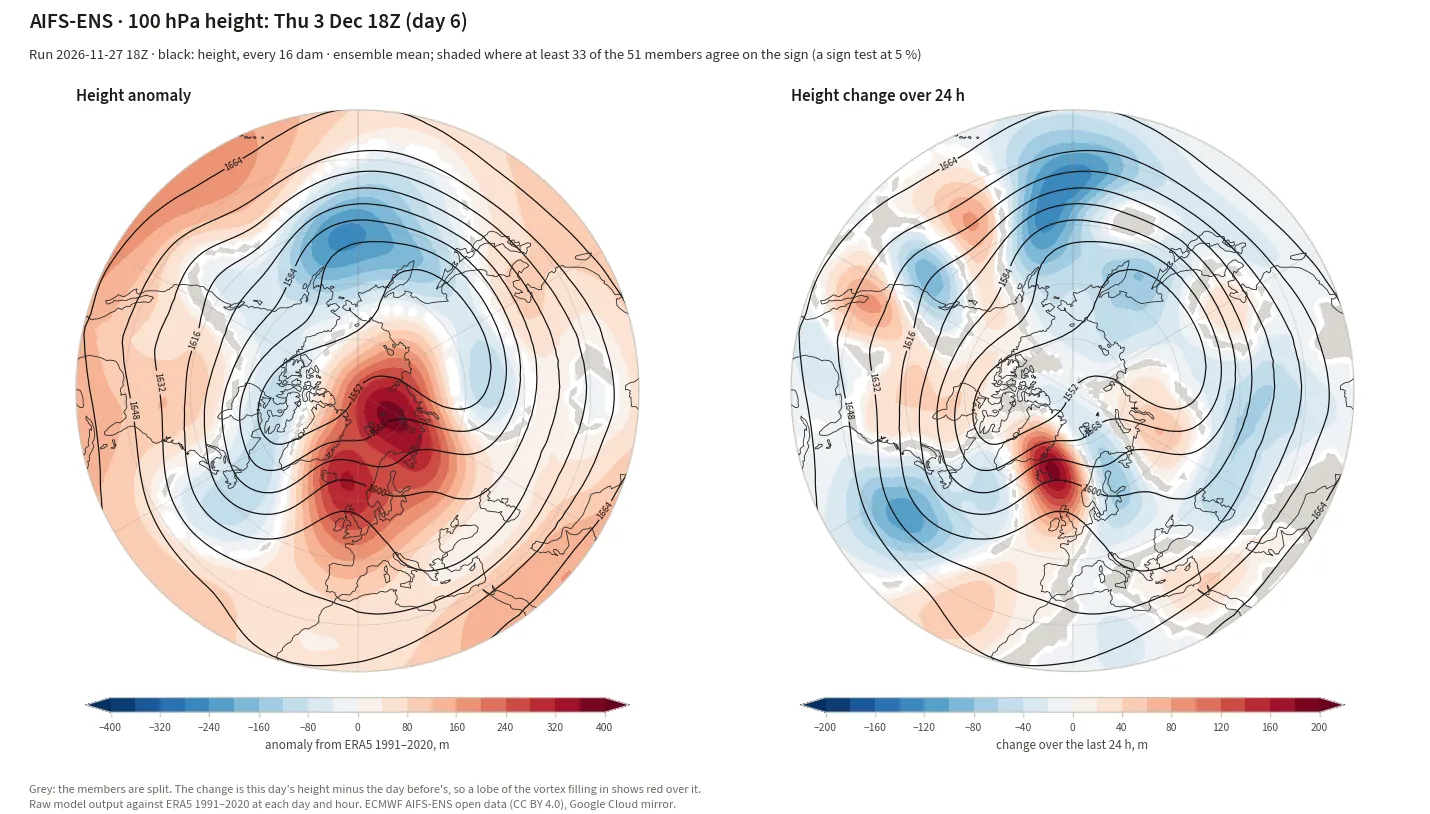 AIFS-ENS · 100 hPa height: Thu 3 Dec 18Z (day 6)
Run 2026-11-27 18Z · black: height, every 16 dam · ensemble mean; shaded where at least 33 of the 51 members agree on the sign (a sign test at 5 %)
Height anomaly
Height change over 24 h
1664
1584
1616
1632
1648
1552
1600
1664
1664
1584
1616
1632
1648
1552
1568
1600
1664
−400 −320 −240 −160 −80 0 80 160 240 320 400
anomaly from ERA5 1991–2020, m
−200 −160 −120 −80 −40 0 40 80 120 160 200
change over the last 24 h, m
Grey: the members are split. The change is this day's height minus the day before's, so a lobe of the vortex filling in shows red over it.
Raw model output against ERA5 1991–2020 at each day and hour. ECMWF AIFS-ENS open data (CC BY 4.0), Google Cloud mirror.